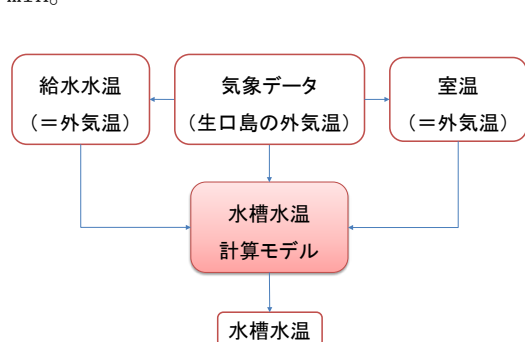 給水水温
(=外気温)
気象データ
(生口島の外気温)
室温
(=外気温)
水槽水温
計算モデル
水槽水温